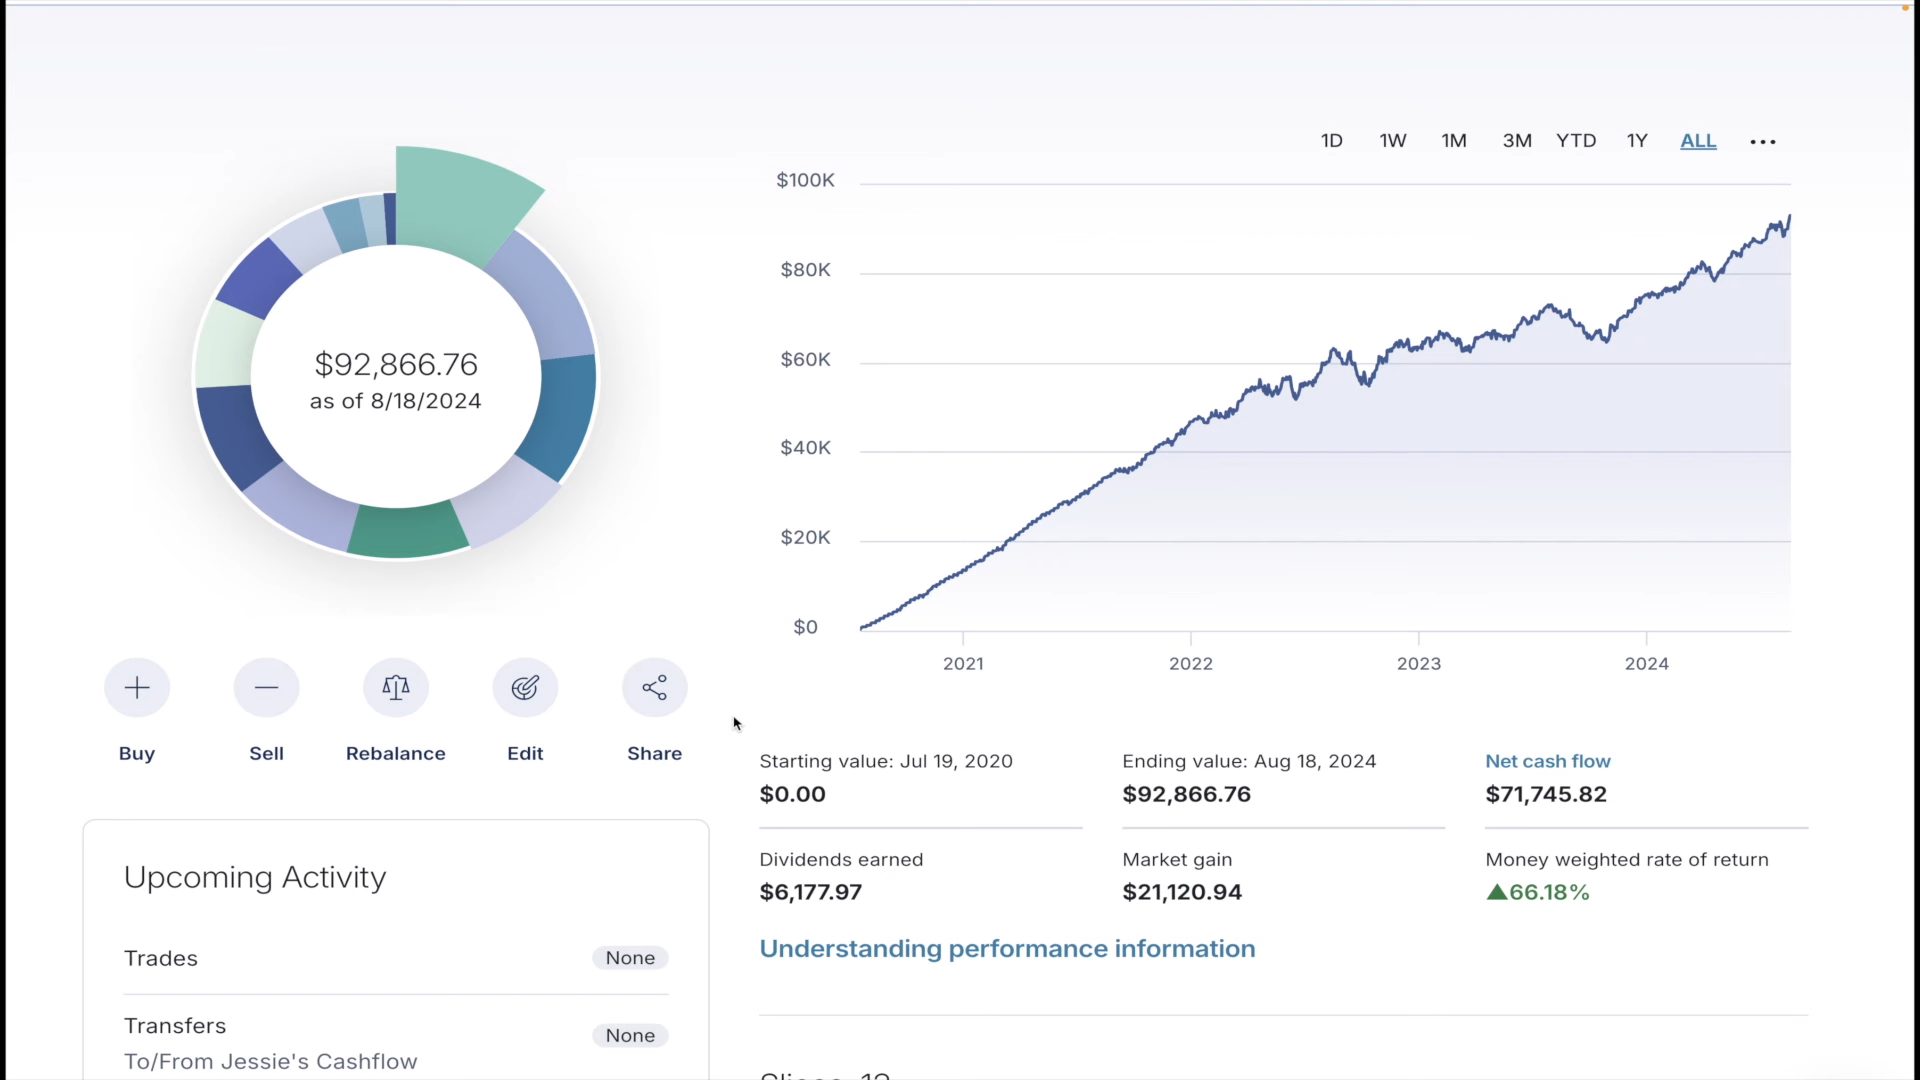 1D 1W 1M 3M YTD 1Y ALL
$100K
$80K
$60K
$40K
$20K
$0
2021 2022 2023 2024
$92,866.76
as of 8/18/2024
Buy Sell Rebalance Edit Share
Upcoming Activity
Trades None
Transfers None
To/From Jessie's Cashflow
Starting value: Jul 19, 2020
$0.00
Ending value: Aug 18, 2024
$92,866.76
Net cash flow
$71,745.82
Dividends earned
$6,177.97
Market gain
$21,120.94
Money weighted rate of return
▲66.18%
Understanding performance information